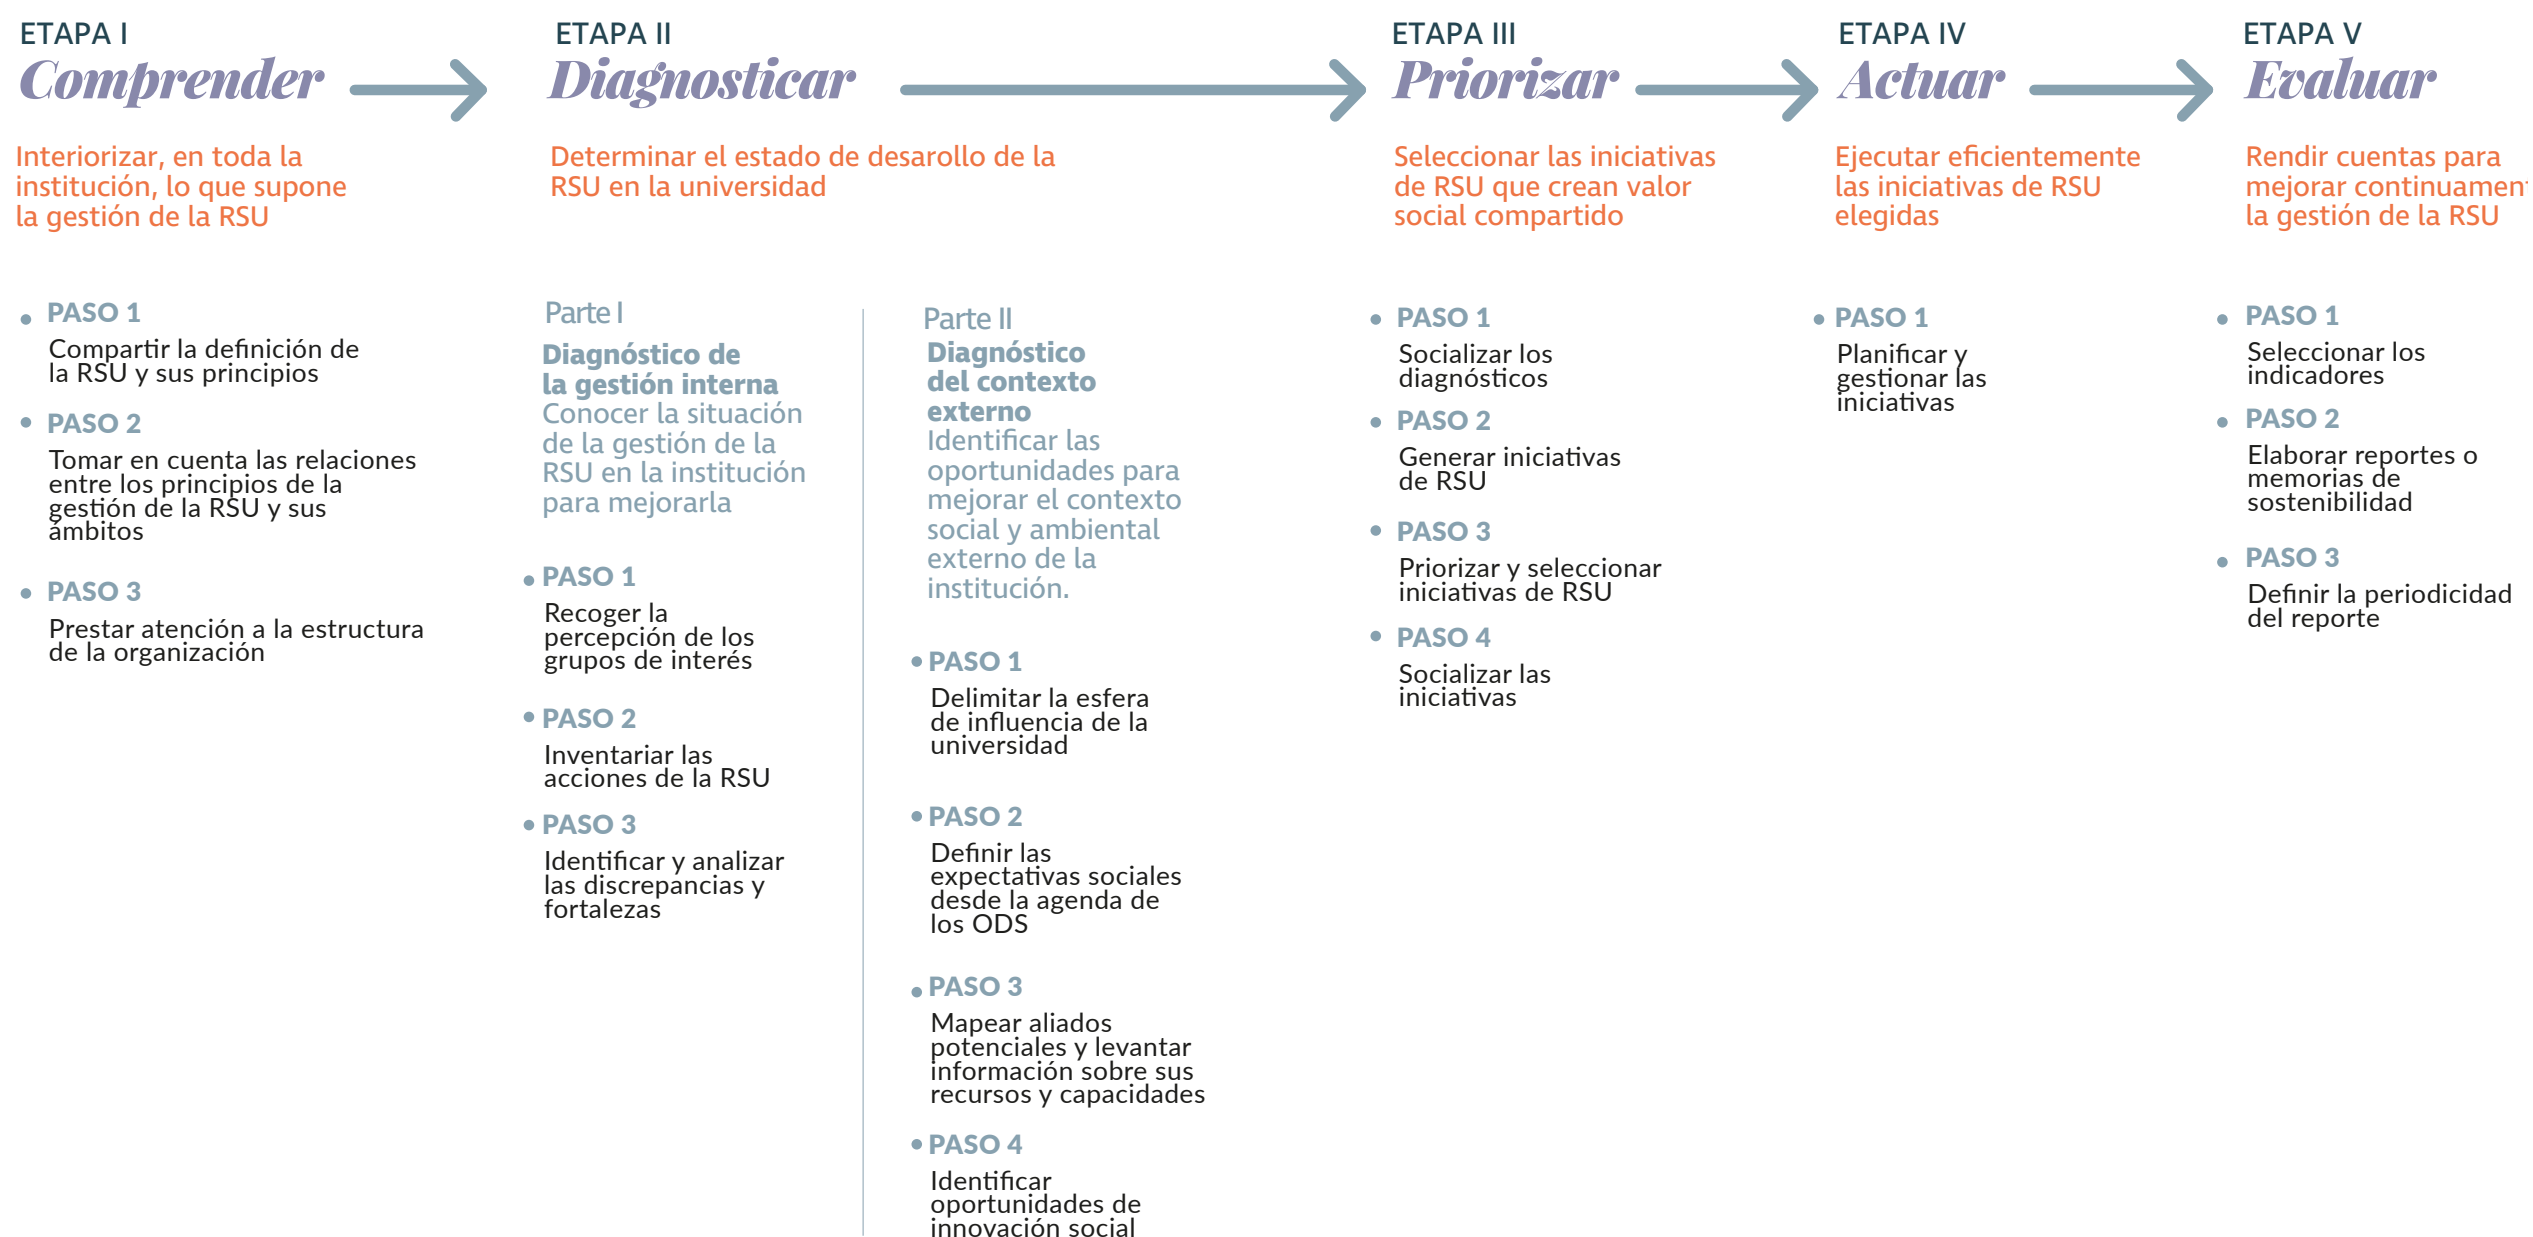 ETAPA I
Comprender
Interiorizar, en toda la
institución, lo que supone
la gestión de la RSU
PASO 1
Compartir la definición de
la RSU y sus principios
PASO 2
Tomar en cuenta las relaciones
entre los principios de la
gestión de la RSU y sus
ámbitos
PASO 3
Prestar atención a la estructura
de la organización
ETAPA II
Diagnosticar
Determinar el estado de desarollo de la
RSU en la universidad
Parte I
Diagnóstico de
la gestión interna
Conocer la situación
de la gestión de la
RSU en la institución
para mejorarla
PASO 1
Recoger la
percepción de los
grupos de interés
PASO 2
Inventariar las
acciones de la RSU
PASO 3
Identificar y analizar
las discrepancias y
fortalezas
Parte II
Diagnóstico
del contexto
externo
Identificar las
oportunidades para
mejorar el contexto
social y ambiental
externo de la
institución.
PASO 1
Delimitar la esfera
de influencia de la
universidad
PASO 2
Definir las
expectativas sociales
desde la agenda de
los ODS
PASO 3
Mapear aliados
potenciales y levantar
información sobre sus
recursos y capacidades
PASO 4
Identificar
oportunidades de
innovación social
ETAPA III
Priorizar
Seleccionar las iniciativas
de RSU que crean valor
social compartido
PASO 1
Socializar los
diagnósticos
PASO 2
Generar iniciativas
de RSU
PASO 3
Priorizar y seleccionar
iniciativas de RSU
PASO 4
Socializar las
iniciativas
ETAPA IV
Actuar
Ejecutar eficientemente
las iniciativas de RSU
elegidas
PASO 1
Planificar y
gestionar las
iniciativas
ETAPA V
Evaluar
Rendir cuentas para
mejorar continuamen
la gestión de la RSU
PASO 1
Seleccionar los
indicadores
PASO 2
Elaborar reportes o
memorias de
sostenibilidad
PASO 3
Definir la periodicidad
del reporte